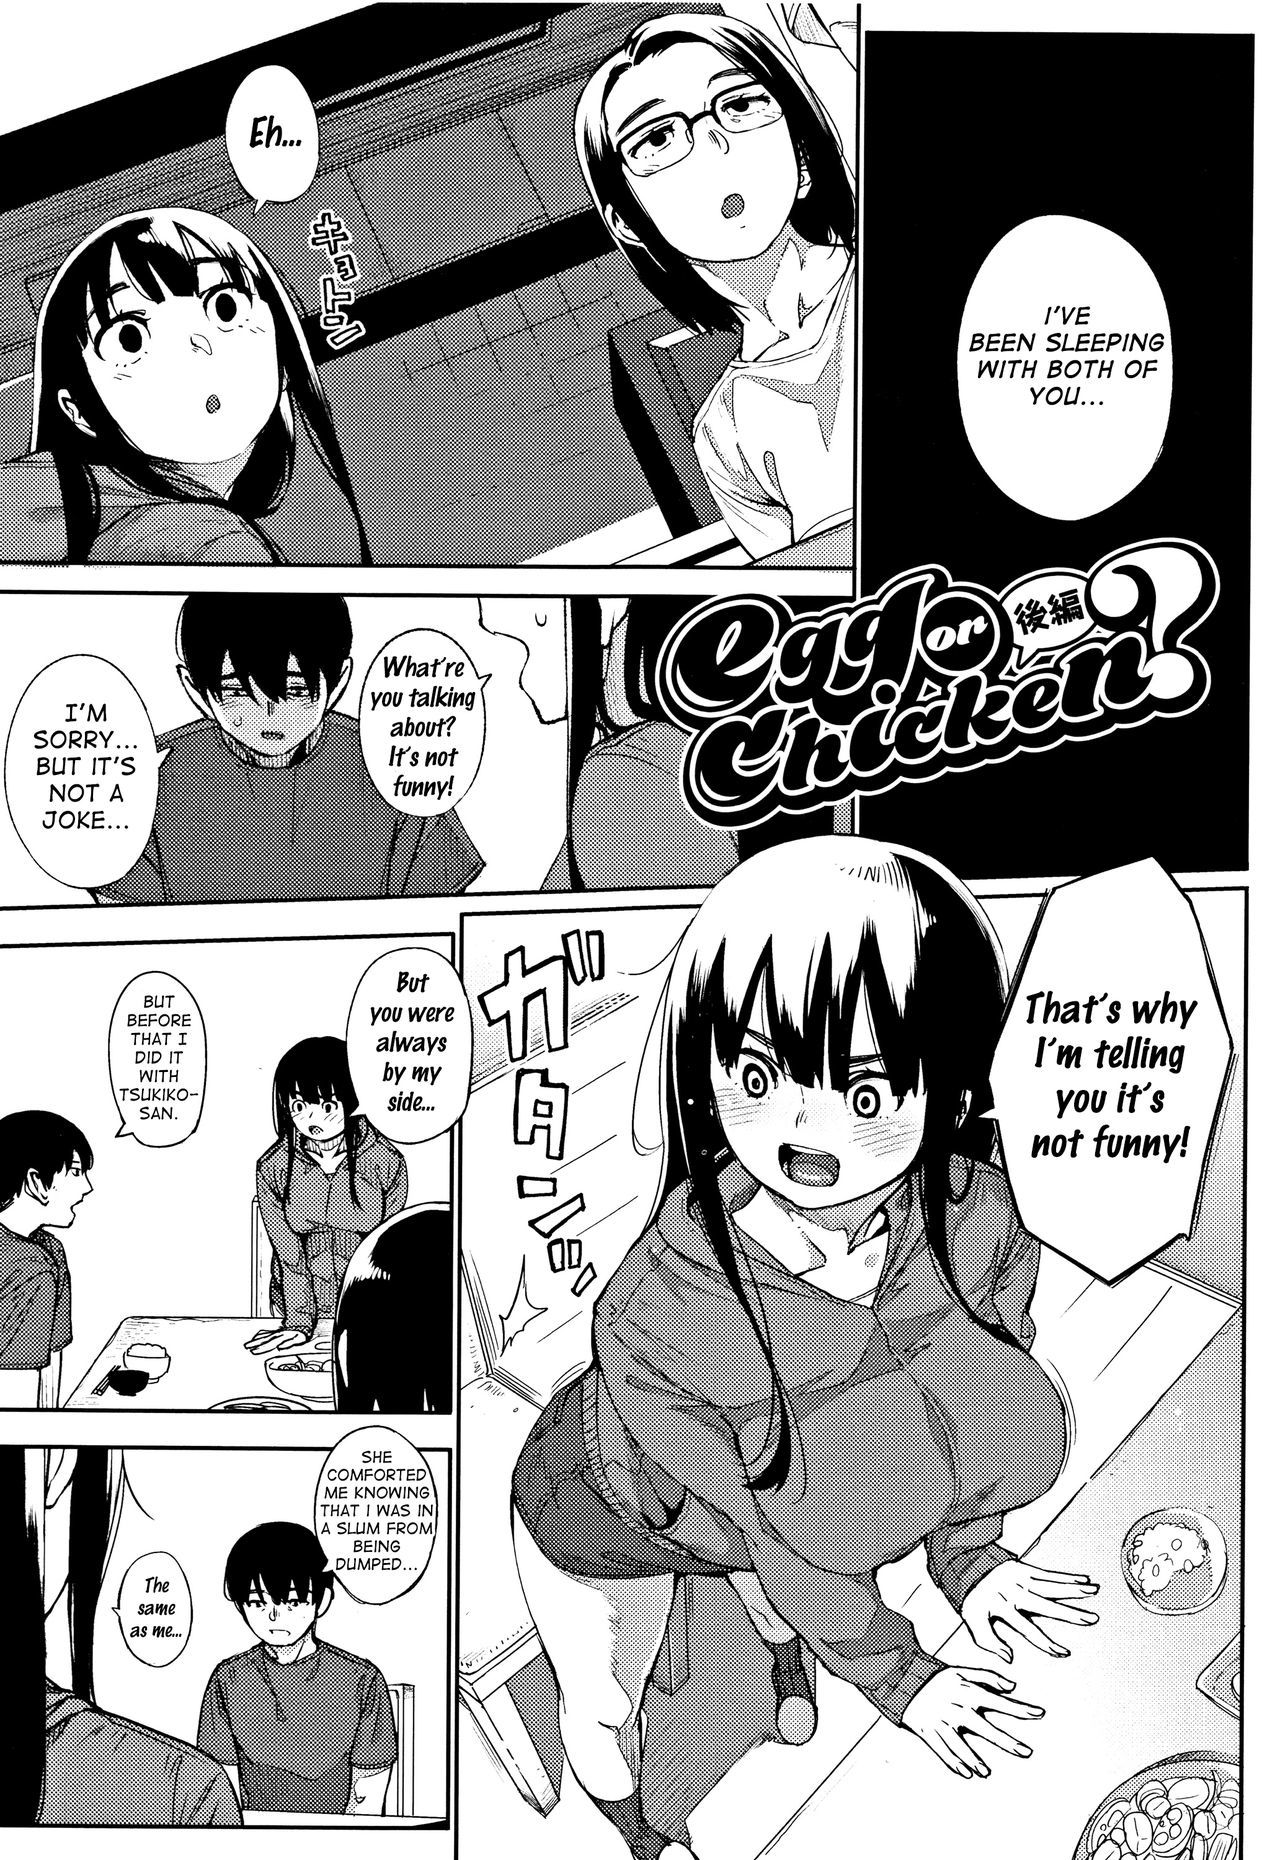 I'VE
BEEN SLEEPING
WITH BOTH OF
YOU...
Eh...
キョトン
egg or
chicken?
後編
What're
you talking
about?
It's not
funny!
I'M
SORRY...
BUT IT'S
NOT A
JOKE...
That's why
I'm telling
you it's
not funny!
ガタンッ
But
you were
always
by my
side...
BUT
BEFORE
THAT I
DID IT
WITH
TSUKIKO-
SAN.
SHE
COMFORTED
ME KNOWING
THAT I WAS IN
A SLUM FROM
BEING
DUMPED...
The
same
as me...